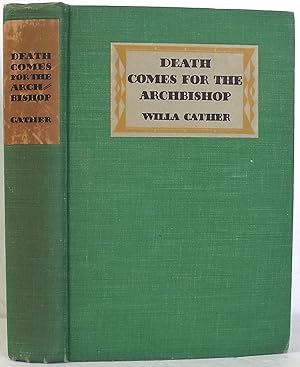 DEATH
COMES
FOR THE
ARCH-
BISHOP
CATHER
DEATH
COMES FOR THE
ARCHBISHOP
WILLA CATHER